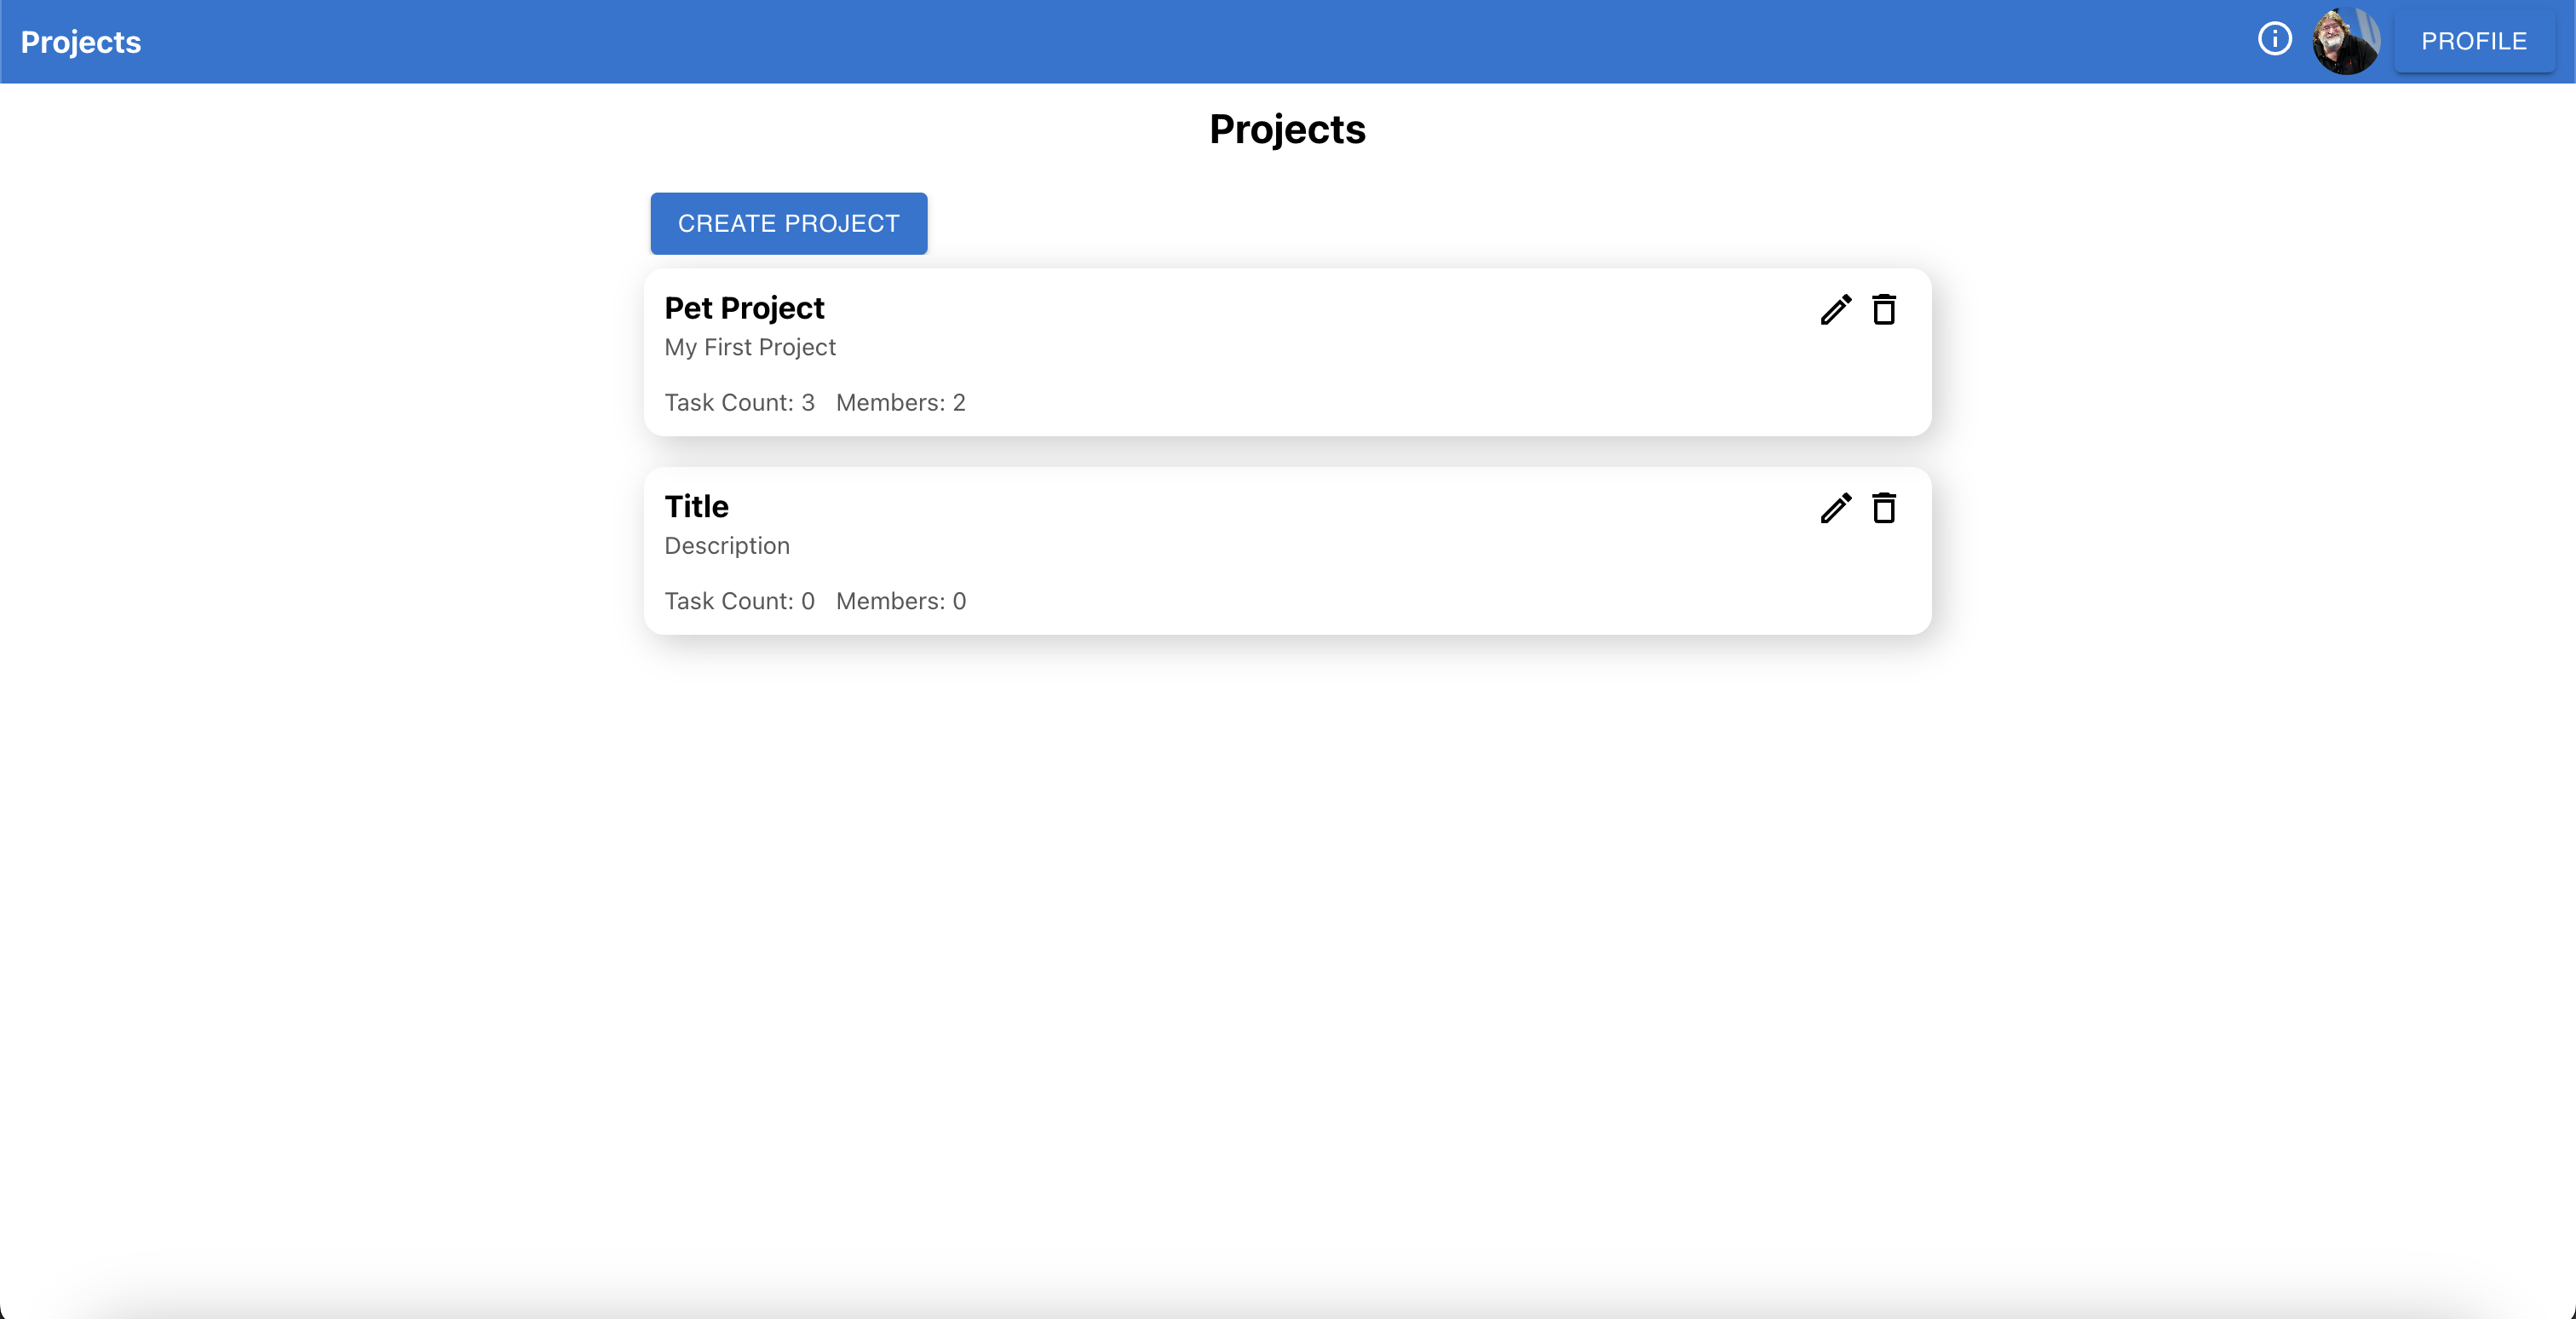 Projects
PROFILE
Projects
CREATE PROJECT
Pet Project
My First Project
Task Count: 3 Members: 2
Title
Description
Task Count: 0 Members: 0